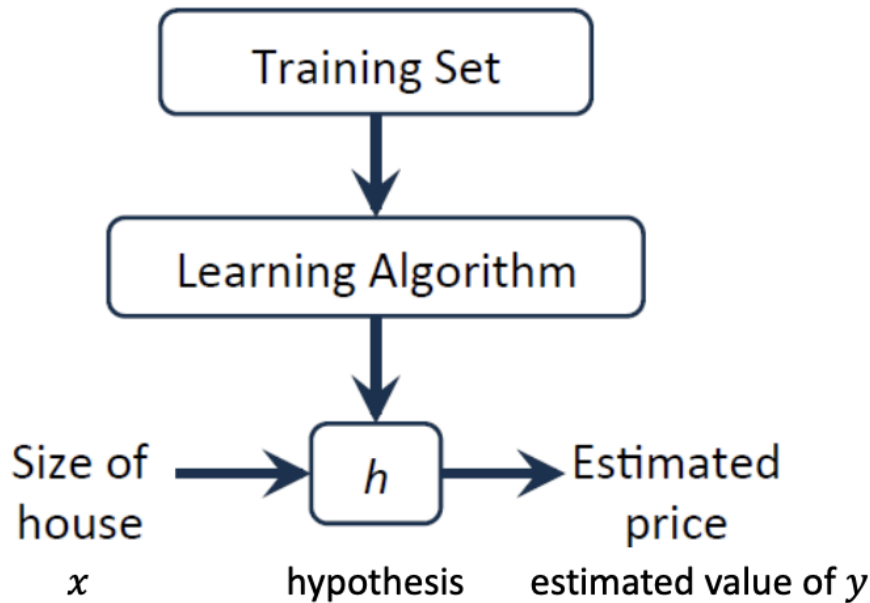 Training Set
Learning Algorithm
Size of
house
h
Estimated
price
x
hypothesis
estimated value of y